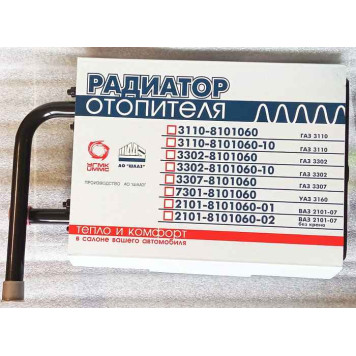 РАДИАТОР
ОТОПИТЕЛЯ
3110-8101060 ГАЗ 3110
3110-8101060-10 ГАЗ 3110
3302-8101060 ГАЗ 3302
3302-8101060-10 ГАЗ 3302
3307-8101060 ГАЗ 3307
7301-8101060 УАЗ 3160
2101-8101060-01 ВАЗ 2101-07
2101-8101060-02 ВАЗ 2101-07
без крана
УГМК
UMMC
АО "ШААЗ"
ПРОИЗВОДСТВО АО "ШААЗ"
тепло и комфорт
в салоне вашего автомобиля